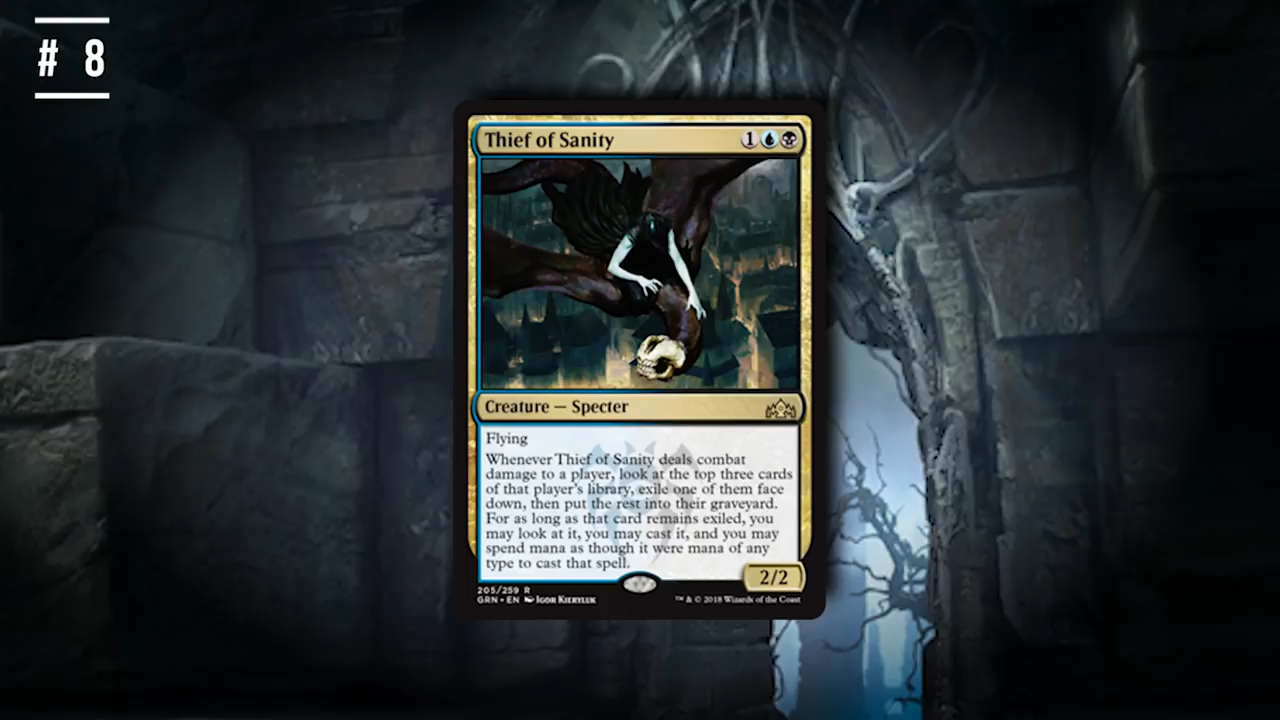 # 8
Thief of Sanity 1
Creature — Specter
Flying
Whenever Thief of Sanity deals combat
damage to a player, look at the top three cards
of that player's library, exile one of them face
down, then put the rest into their graveyard.
For as long as that card remains exiled, you
may look at it, you may cast it, and you may
spend mana as though it were mana of any
type to cast that spell.
2/2
205/259 R
GRN • EN Igor Kieryluk ™ & © 2018 Wizards of the Coast